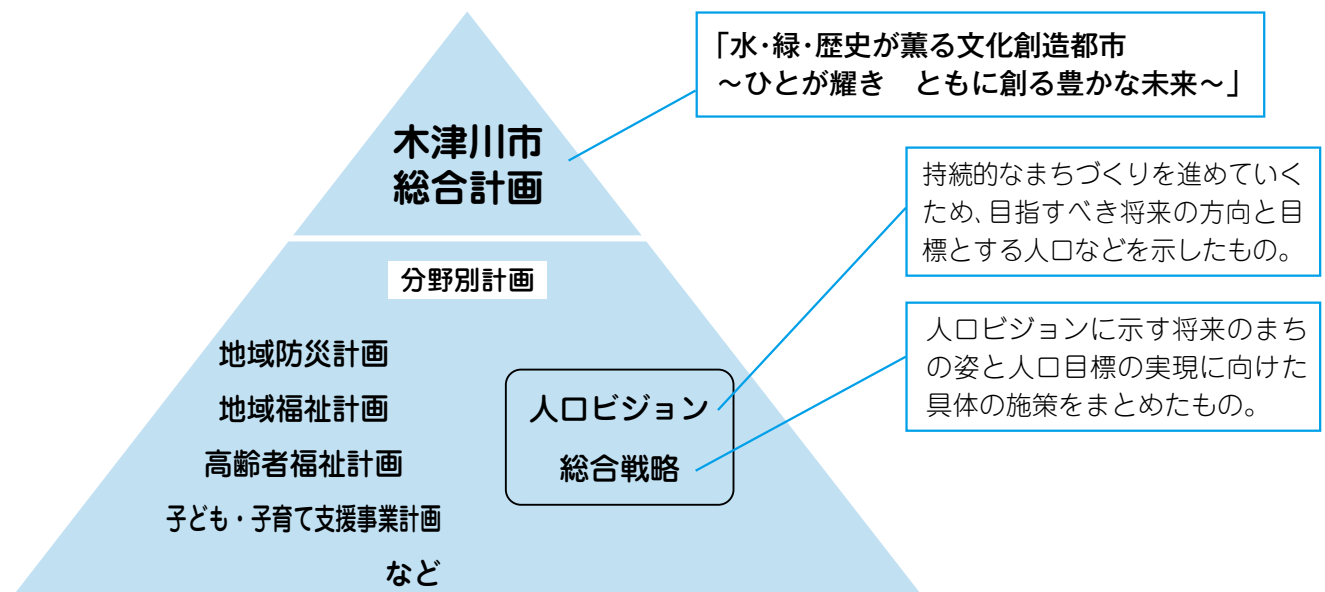 「水・緑・歴史が薫る文化創造都市
～ひとが耀き　ともに創る豊かな未来～」
木津川市
総合計画
持続的なまちづくりを進めていく
ため、目指すべき将来の方向と目
標とする人口などを示したもの。
分野別計画
人口ビジョンに示す将来のまち
の姿と人口目標の実現に向けた
具体の施策をまとめたもの。
地域防災計画
地域福祉計画
高齢者福祉計画
子ども・子育て支援事業計画
など
人口ビジョン
総合戦略